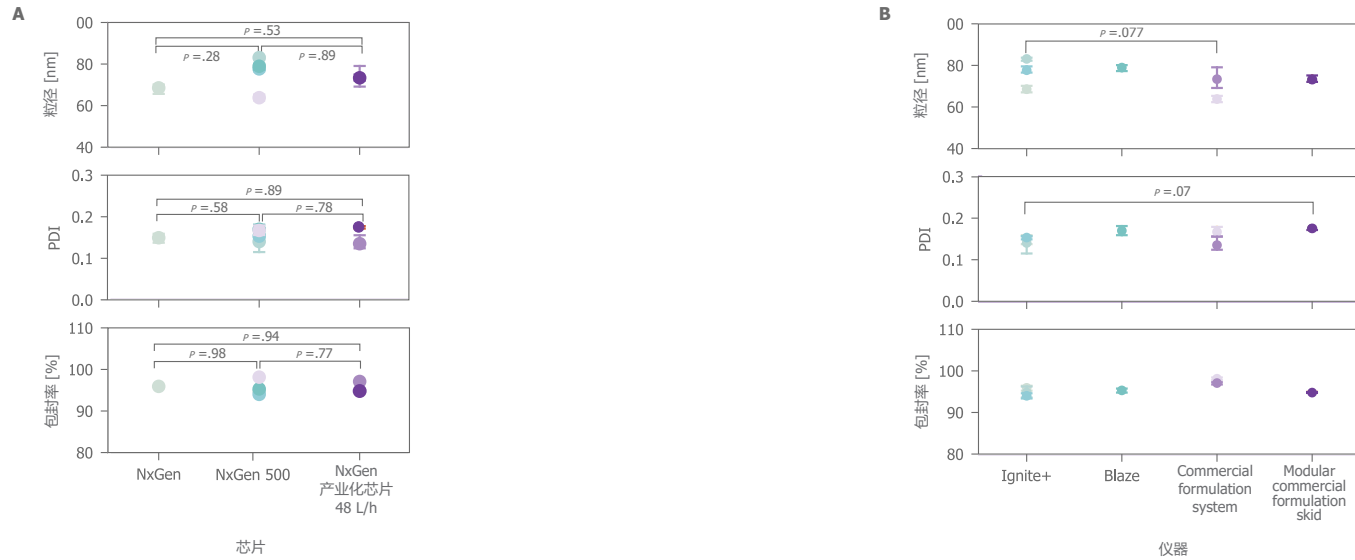 A
00
80
60
40
粒径 [nm]
P =.53
P =.28
P =.89
0.3
0.2
0.1
0.0
PDI
P =.89
P =.58
P =.78
110
100
90
80
包封率 [%]
P =.94
P =.98
P =.77
NxGen
NxGen 500
NxGen
产业化芯片
48 L/h
芯片
B
00
80
60
40
粒径 [nm]
P =.077
0.3
0.2
0.1
0.0
PDI
P =.07
110
100
90
80
包封率 [%]
Ignite+
Blaze
Commercial
formulation
system
Modular
commercial
formulation
skid
仪器